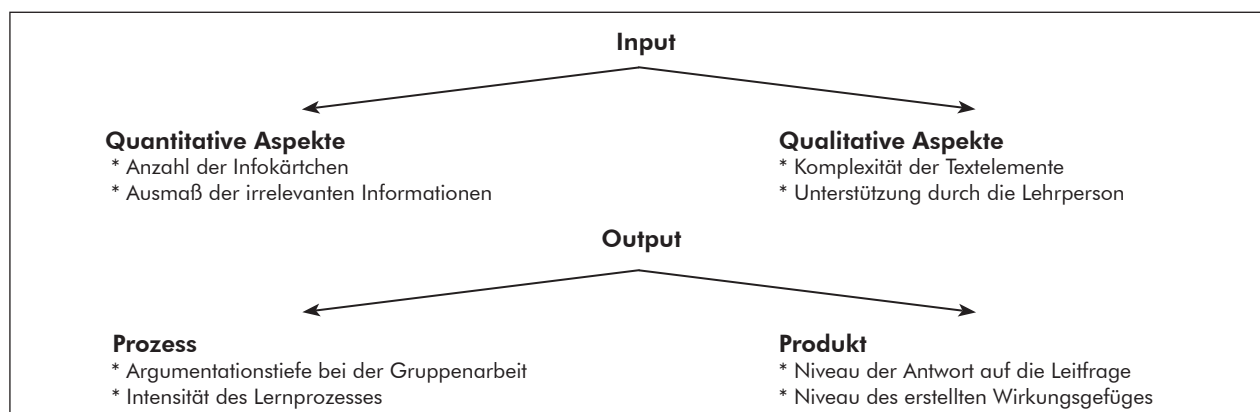 Input
Quantitative Aspekte
* Anzahl der Infokärtchen
* Ausmaß der irrelevanten Informationen
Qualitative Aspekte
* Komplexität der Textelemente
* Unterstützung durch die Lehrperson
Output
Prozess
* Argumentationstiefe bei der Gruppenarbeit
* Intensität des Lernprozesses
Produkt
* Niveau der Antwort auf die Leitfrage
* Niveau des erstellten Wirkungsgefüges